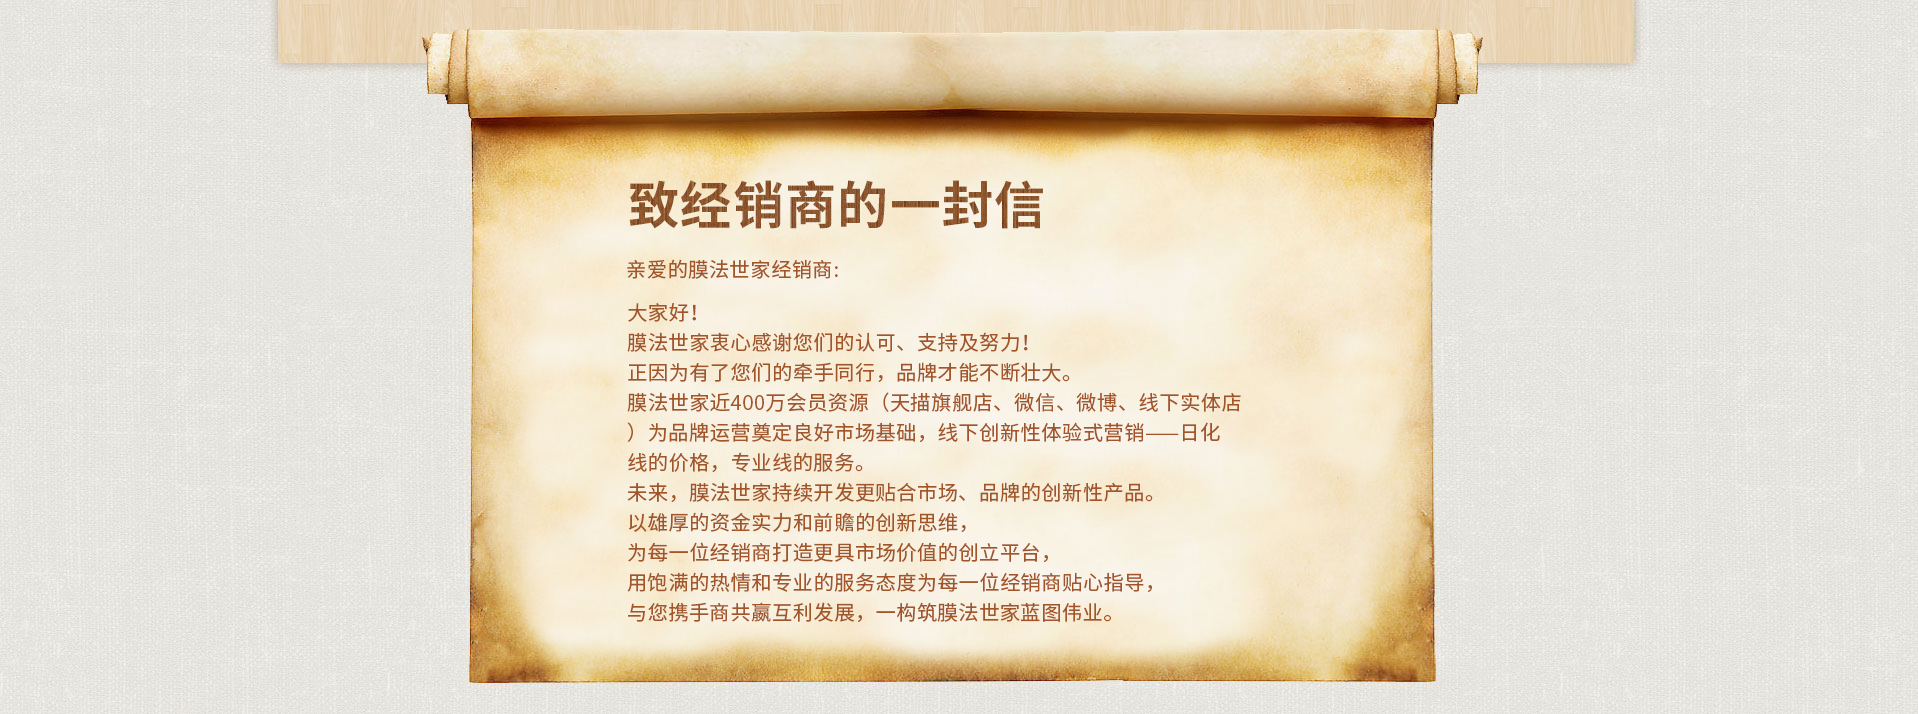 致经销商的一封信
亲爱的膜法世家经销商:
大家好！
膜法世家衷心感谢您们的认可、支持及努力！
正因为有了您们的牵手同行，品牌才能不断壮大。
膜法世家近400万会员资源（天描旗舰店、微信、微博、线下实体店
）为品牌运营奠定良好市场基础，线下创新性体验式营销——日化
线的价格，专业线的服务。
未来，膜法世家持续开发更贴合市场、品牌的创新性产品。
以雄厚的资金实力和前赡的创新思维，
为每一位经销商打造更具市场价值的创立平台，
用饱满的热情和专业的服务态度为每一位经销商贴心指导，
与您携手商共赢互利发展，一构筑膜法世家蓝图伟业。